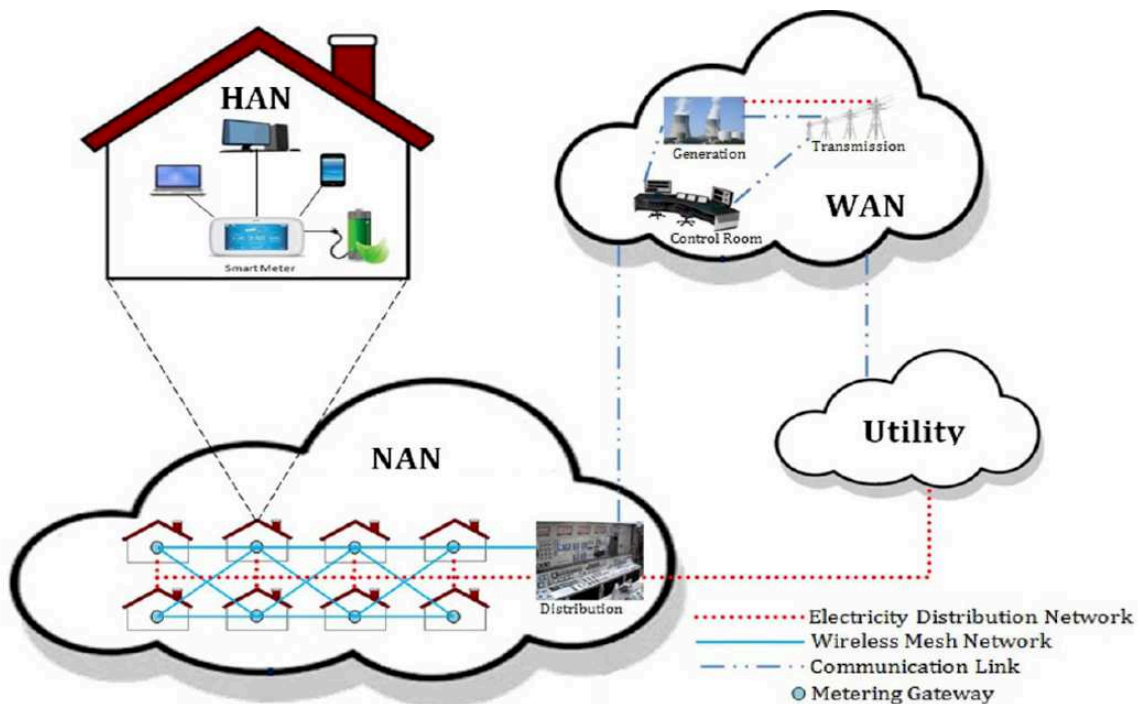 HAN
Smart Meter
Generation
Transmission
Control Room
WAN
Utility
NAN
Distribution
Electricity Distribution Network
Wireless Mesh Network
Communication Link
Metering Gateway